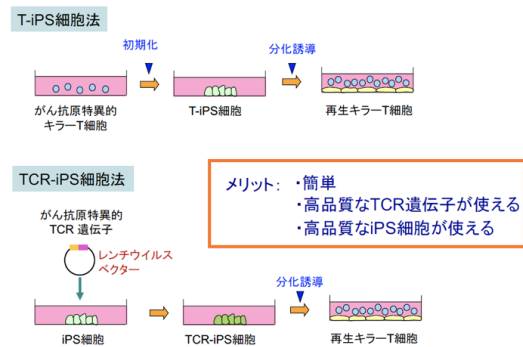 T-iPS細胞法
初期化
分化誘導
がん抗原特異的
キラーT細胞
T-iPS細胞
再生キラーT細胞
TCR-iPS細胞法
メリット： ・簡単
・高品質なTCR遺伝子が使える
・高品質なiPS細胞が使える
がん抗原特異的
TCR 遺伝子
レンチウイルス
ベクター
分化誘導
iPS細胞
TCR-iPS細胞
再生キラーT細胞